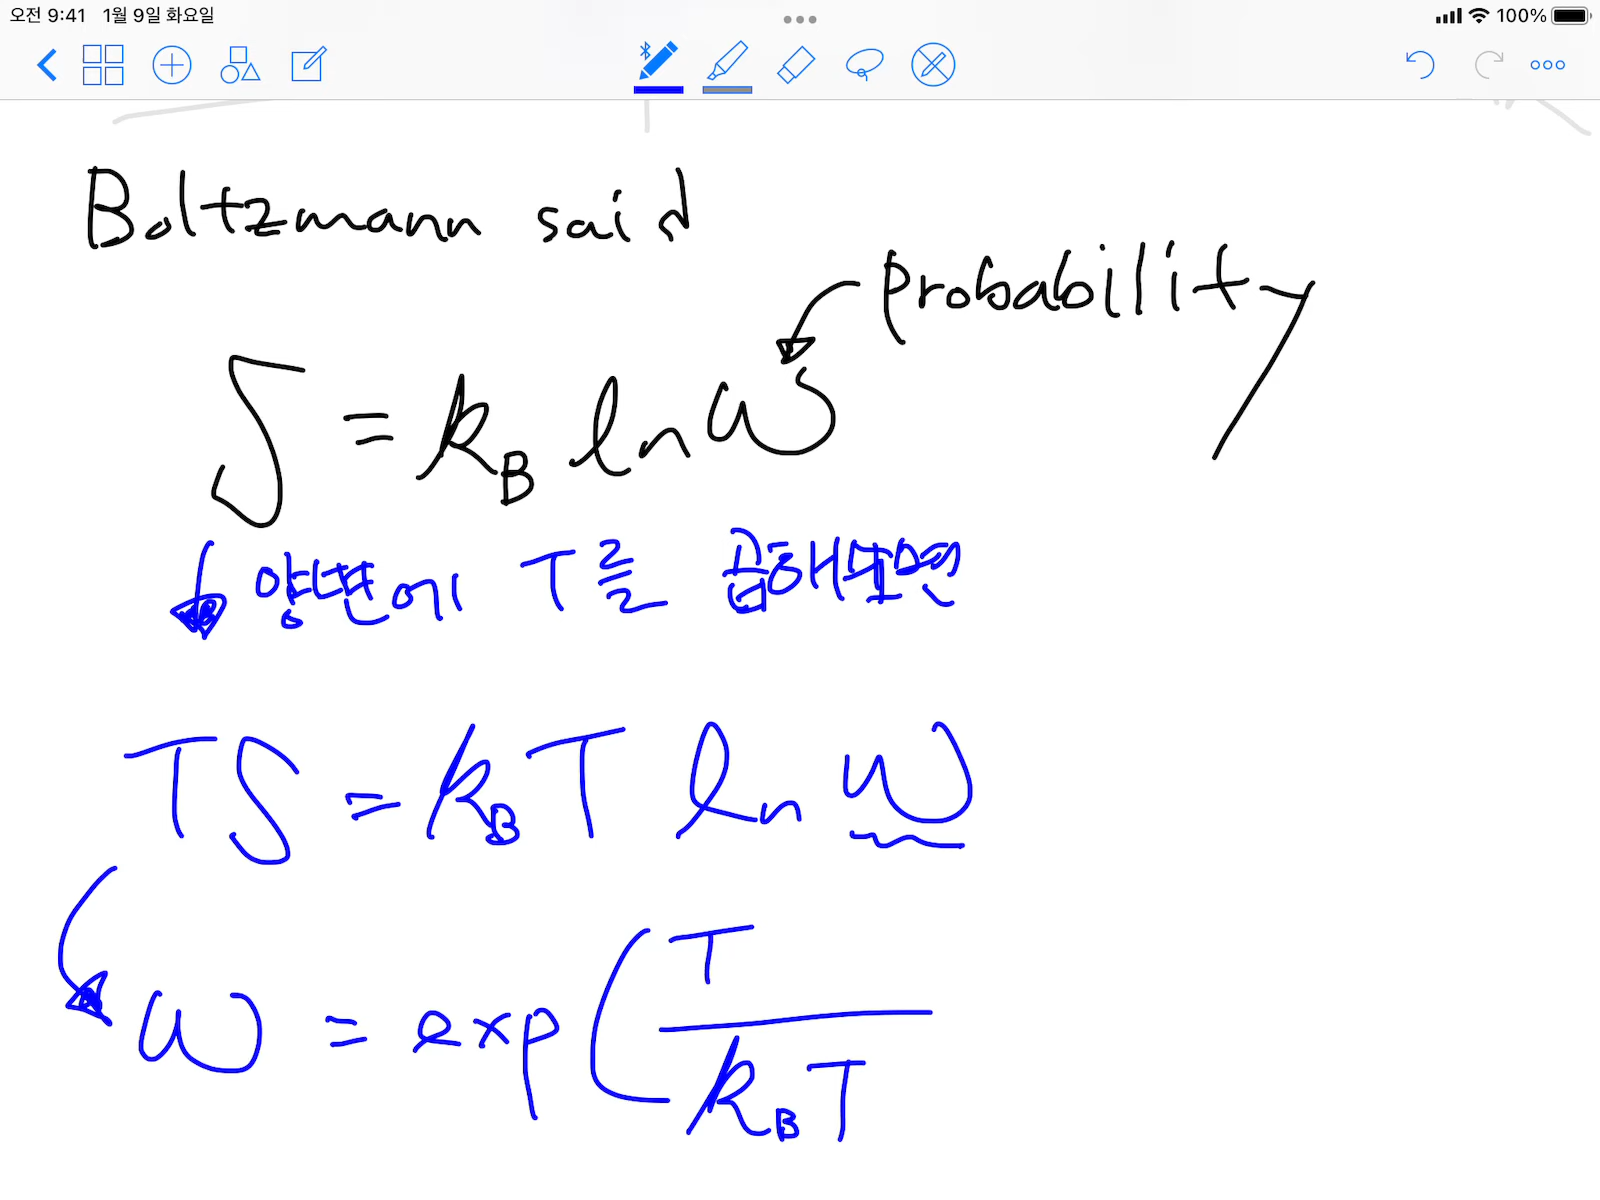 오전 9:41 1월 9일 화요일 100%
Boltzmann said
probability
S = k_B ln W
양변에 T를 곱해보면
TS = k_B T ln W
W = exp ( T / k_B T